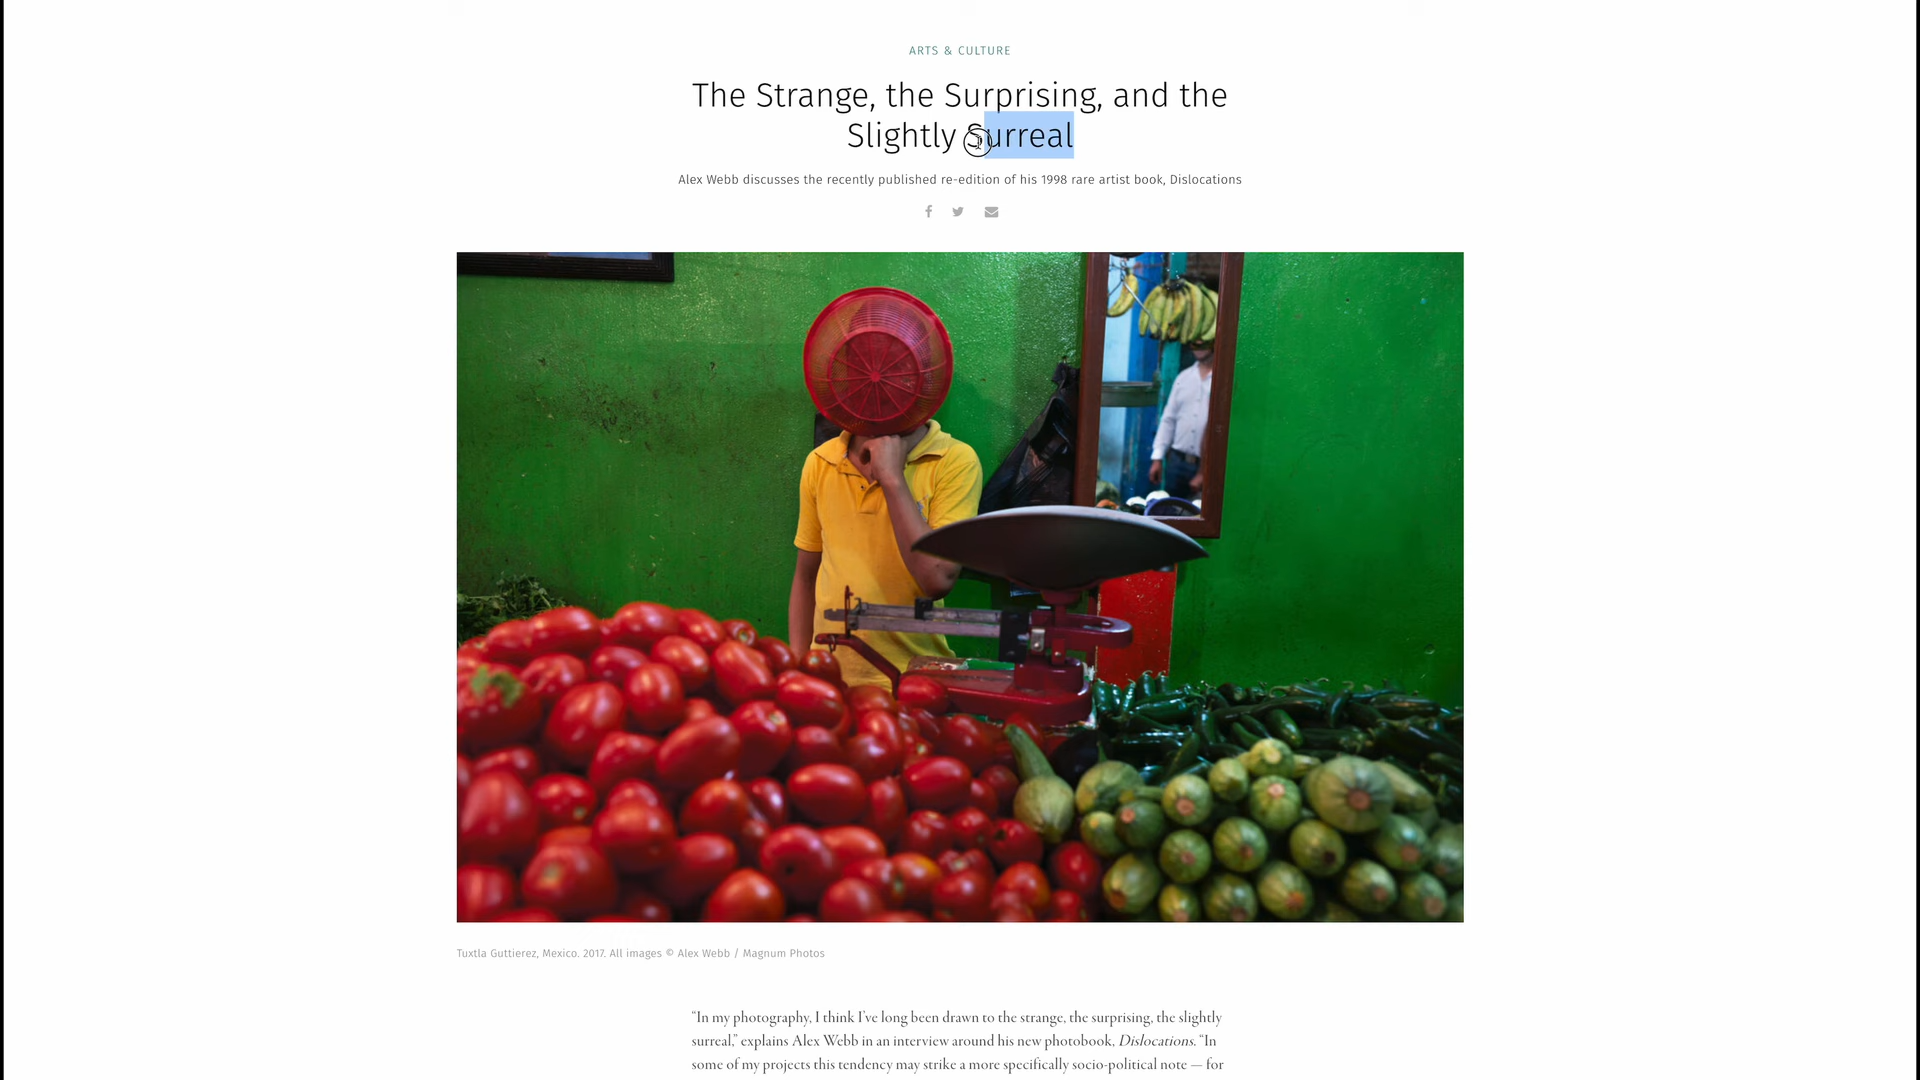 ARTS & CULTURE
The Strange, the Surprising, and the
Slightly Surreal
Alex Webb discusses the recently published re-edition of his 1998 rare artist book, Dislocations
Tuxtla Guttierez, Mexico. 2017. All images © Alex Webb / Magnum Photos
“In my photography, I think I’ve long been drawn to the strange, the surprising, the slightly
surreal,” explains Alex Webb in an interview around his new photobook, Dislocations. “In
some of my projects this tendency may strike a more specifically socio-political note — for